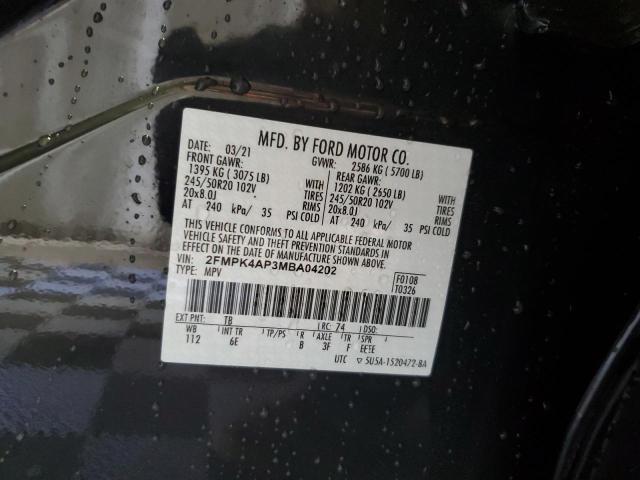 MFD. BY FORD MOTOR CO.
DATE: 03/21 GVWR: 2586 KG ( 5700 LB)
FRONT GAWR: REAR GAWR:
1395 KG ( 3075 LB) WITH 1202 KG ( 2650 LB) WITH
245/50R20 102V TIRES 245/50R20 102V TIRES
20x8.0J RIMS 20x8.0J RIMS
AT 240 kPa/ 35 PSI COLD AT 240 kPa/ 35 PSI COLD
THIS VEHICLE CONFORMS TO ALL APPLICABLE FEDERAL MOTOR
VEHICLE SAFETY AND THEFT PREVENTION STANDARDS IN
EFFECT ON THE DATE OF MANUFACTURE SHOWN ABOVE.
VIN: 2FMPK4AP3MBA04202 F0108
TYPE: MPV T0326
EXT PNT: TB RC: 74 DSO:
WB INT TR TP/PS R AXLE TR SPR
112 6E B 3F F EEEE
UTC 5U5A-1520472-BA